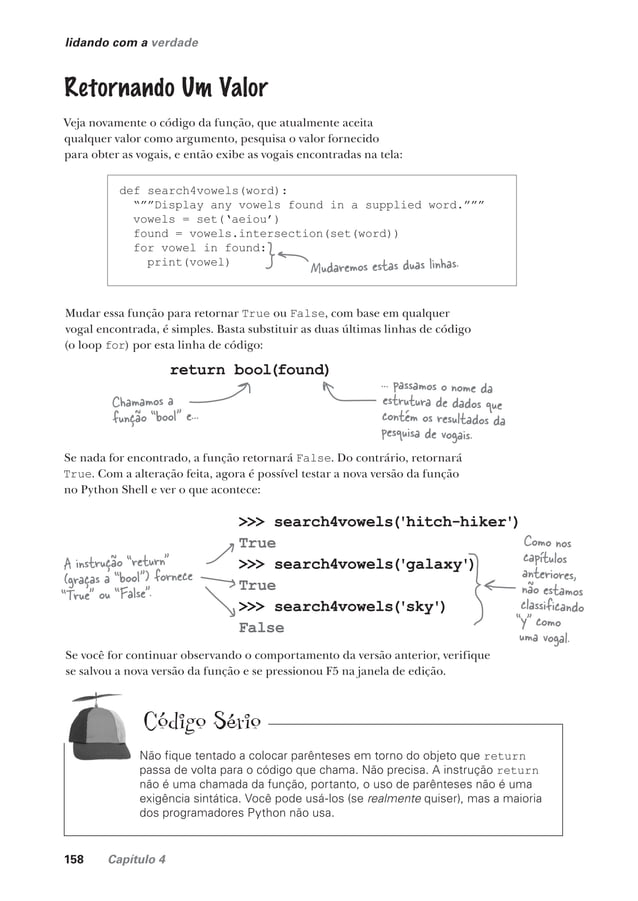 lidando com a verdade
Retornando Um Valor
Veja novamente o código da função, que atualmente aceita
qualquer valor como argumento, pesquisa o valor fornecido
para obter as vogais, e então exibe as vogais encontradas na tela:
def search4vowels(word):
“””Display any vowels found in a supplied word.”””
vowels = set(‘aeiou’)
found = vowels.intersection(set(word))
for vowel in found:
print(vowel)
Mudaremos estas duas linhas.
Mudar essa função para retornar True ou False, com base em qualquer
vogal encontrada, é simples. Basta substituir as duas últimas linhas de código
(o loop for) por esta linha de código:
return bool(found)
Chamamos a
função “bool” e...
... passamos o nome da
estrutura de dados que
contém os resultados da
pesquisa de vogais.
Se nada for encontrado, a função retornará False. Do contrário, retornará
True. Com a alteração feita, agora é possível testar a nova versão da função
no Python Shell e ver o que acontece:
>>> search4vowels('hitch-hiker')
True
>>> search4vowels('galaxy')
True
>>> search4vowels('sky')
False
A instrução “return”
(graças a “bool”) fornece
“True” ou “False”.
Como nos
capítulos
anteriores,
não estamos
classificando
“y” como
uma vogal.
Se você for continuar observando o comportamento da versão anterior, verifique
se salvou a nova versão da função e se pressionou F5 na janela de edição.
Código Sério
Não fique tentado a colocar parênteses em torno do objeto que return
passa de volta para o código que chama. Não precisa. A instrução return
não é uma chamada da função, portanto, o uso de parênteses não é uma
exigência sintática. Você pode usá-los (se realmente quiser), mas a maioria
dos programadores Python não usa.
158 Capítulo 4